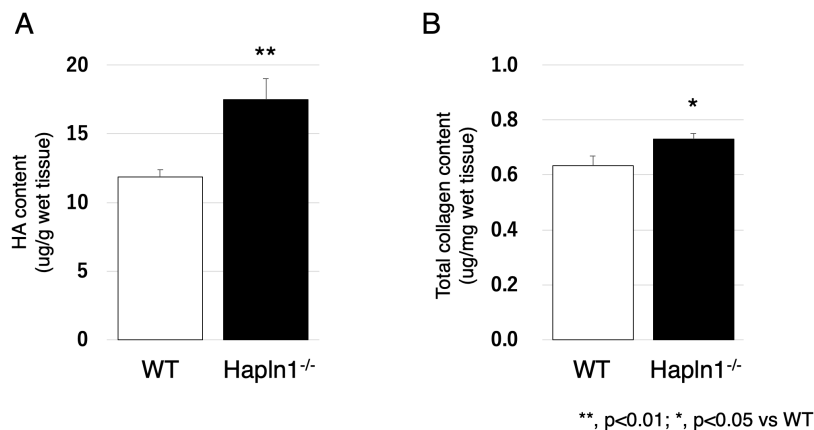 A
HA content
(ug/g wet tissue)
20
15
10
5
0
**
WT
Hapln1-/-
B
Total collagen content
(ug/mg wet tissue)
1.0
0.8
0.6
0.4
0.2
0.0
*
WT
Hapln1-/-
**, p<0.01; *, p<0.05 vs WT